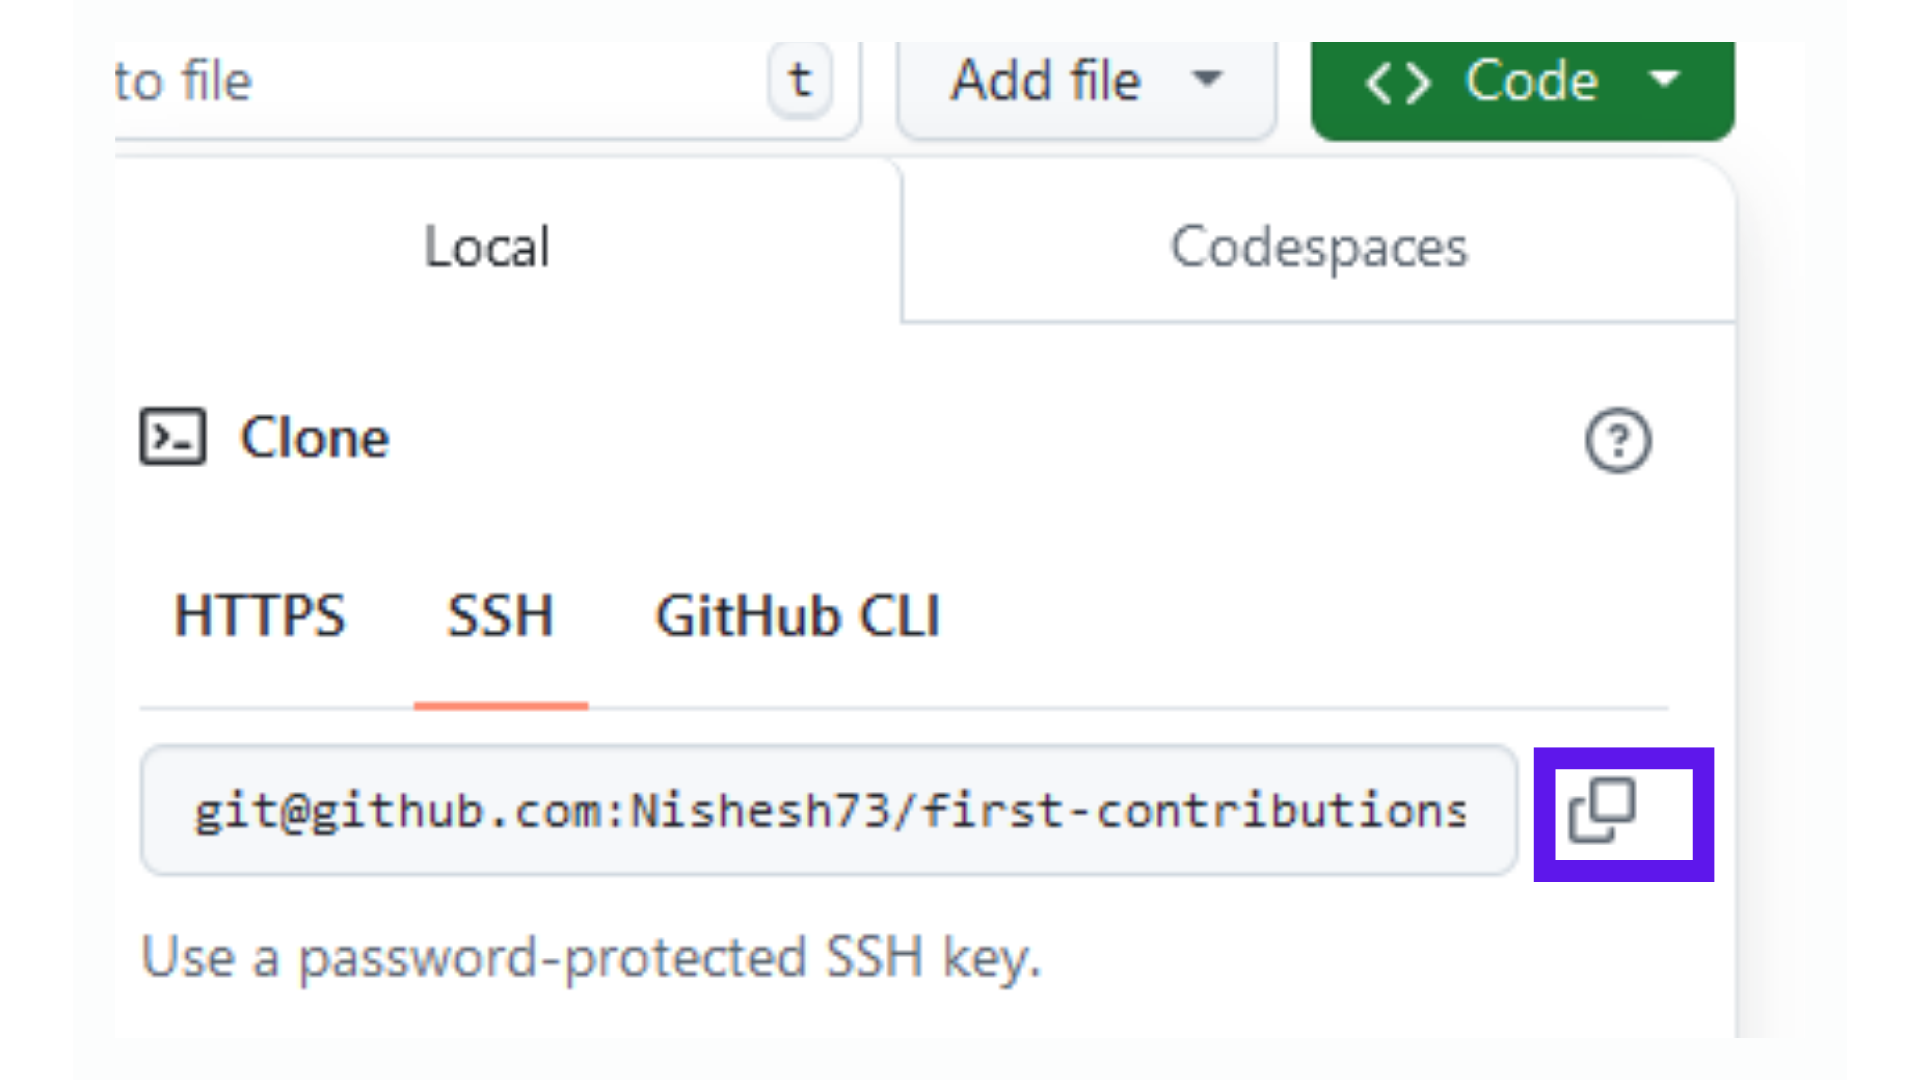 to file t Add file <> Code
Local Codespaces
Clone
HTTPS SSH GitHub CLI
git@github.com:Nishesh73/first-contributions
Use a password-protected SSH key.